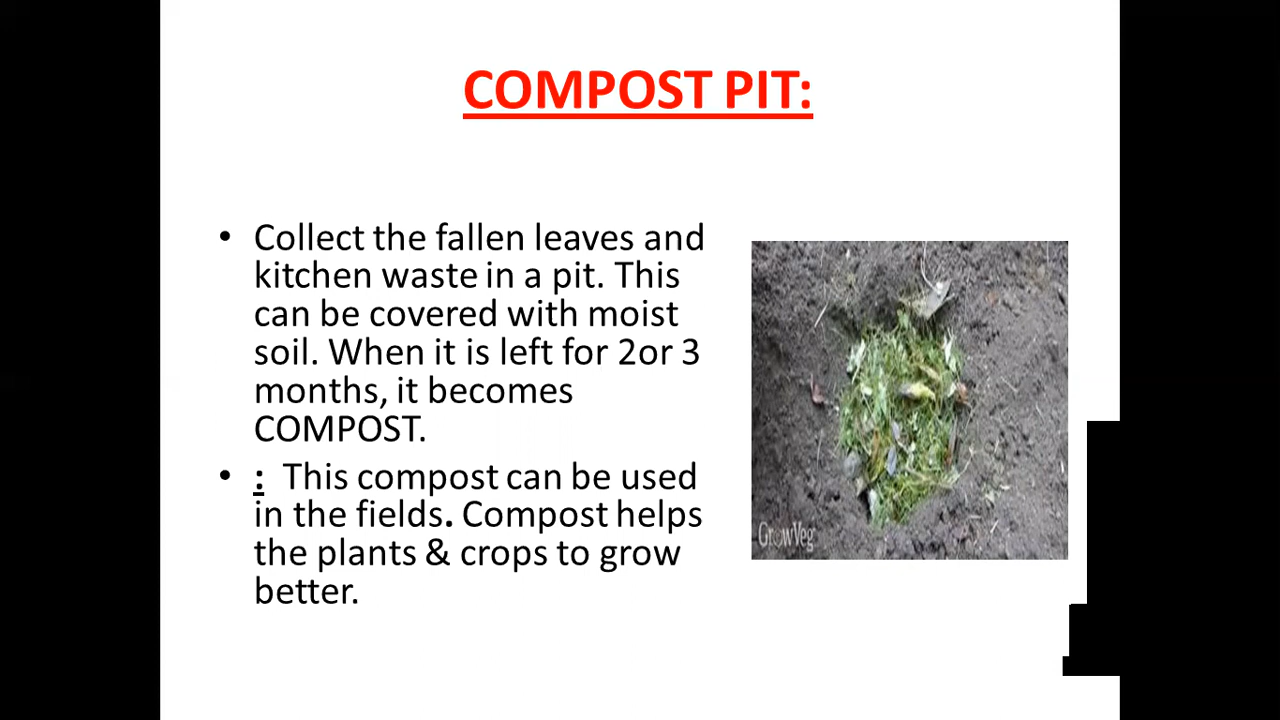 COMPOST PIT:
• Collect the fallen leaves and
kitchen waste in a pit. This
can be covered with moist
soil. When it is left for 2or 3
months, it becomes
COMPOST.
• : This compost can be used
in the fields. Compost helps
the plants & crops to grow
better.
GrowVeg